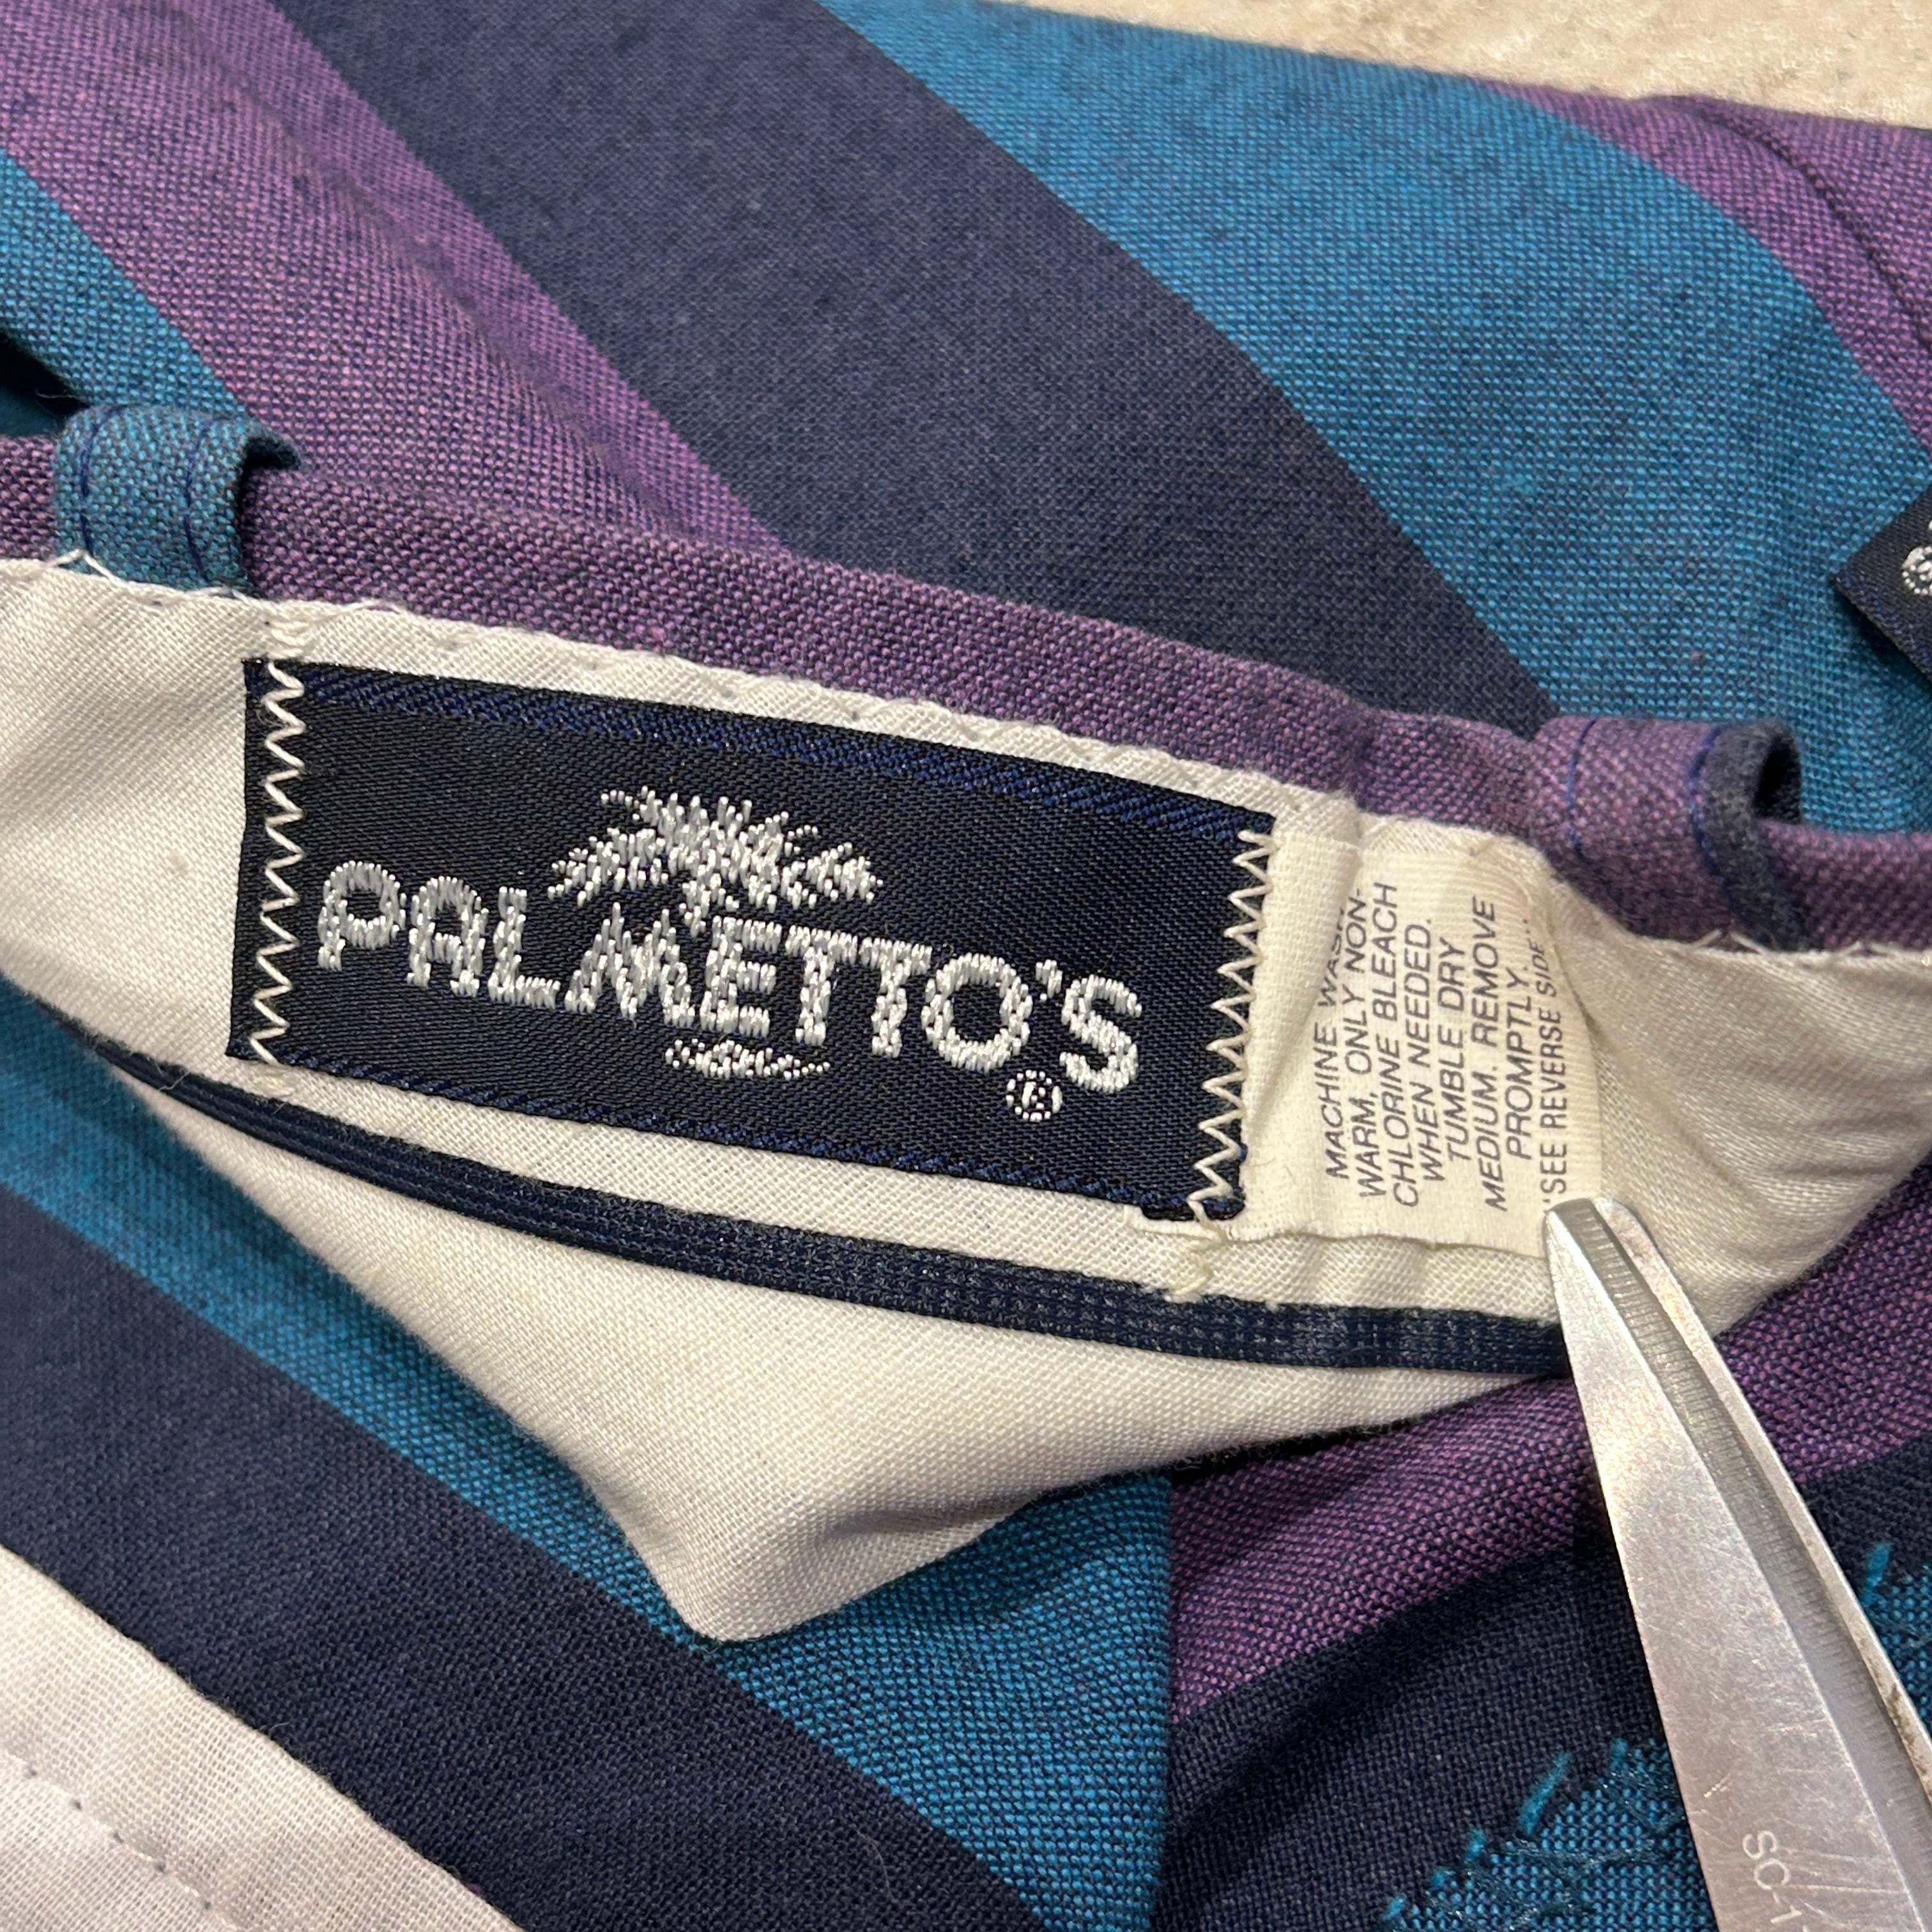 PALMETTO'S
®
MACHINE WASH
WARM, ONLY NON-
CHLORINE BLEACH
WHEN NEEDED.
TUMBLE DRY
MEDIUM. REMOVE
PROMPTLY.
SEE REVERSE SIDE